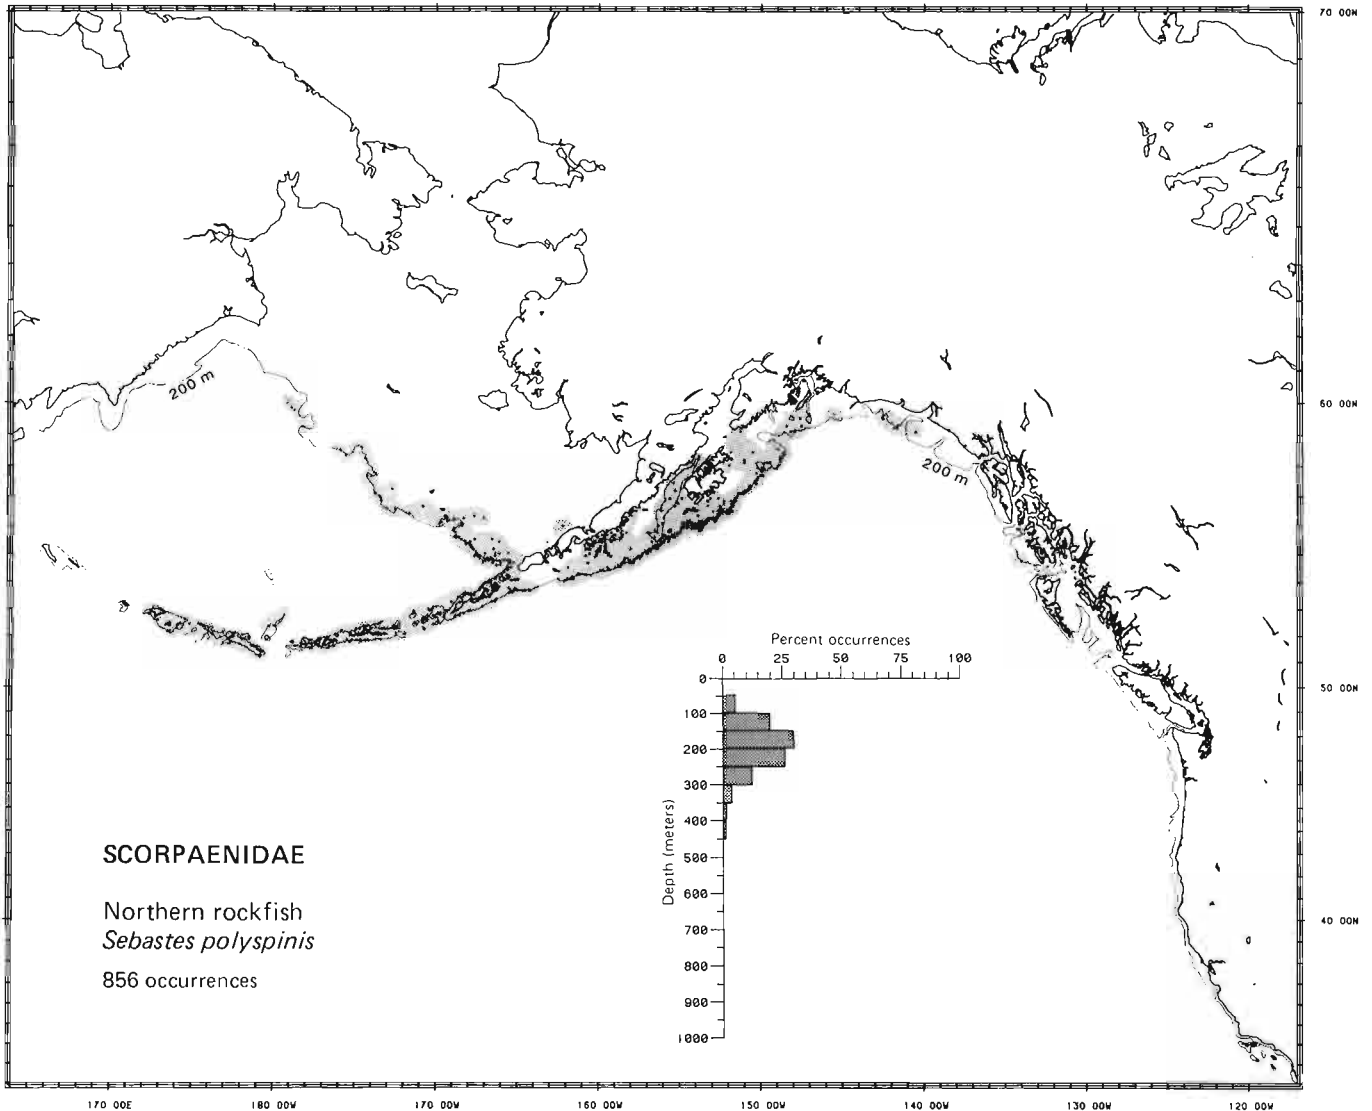 70 00N
200 m
60 00N
200 m
Percent occurrences
0 25 50 75 100
0
50 00N
100
200
300
400
Depth (meters)
500
600
700
800
900
1000
SCORPAENIDAE
Northern rockfish
Sebastes polyspinis
856 occurrences
40 00N
170 00E 180 00W 170 00W 160 00W 150 00W 140 00W 130 00W 120 00W